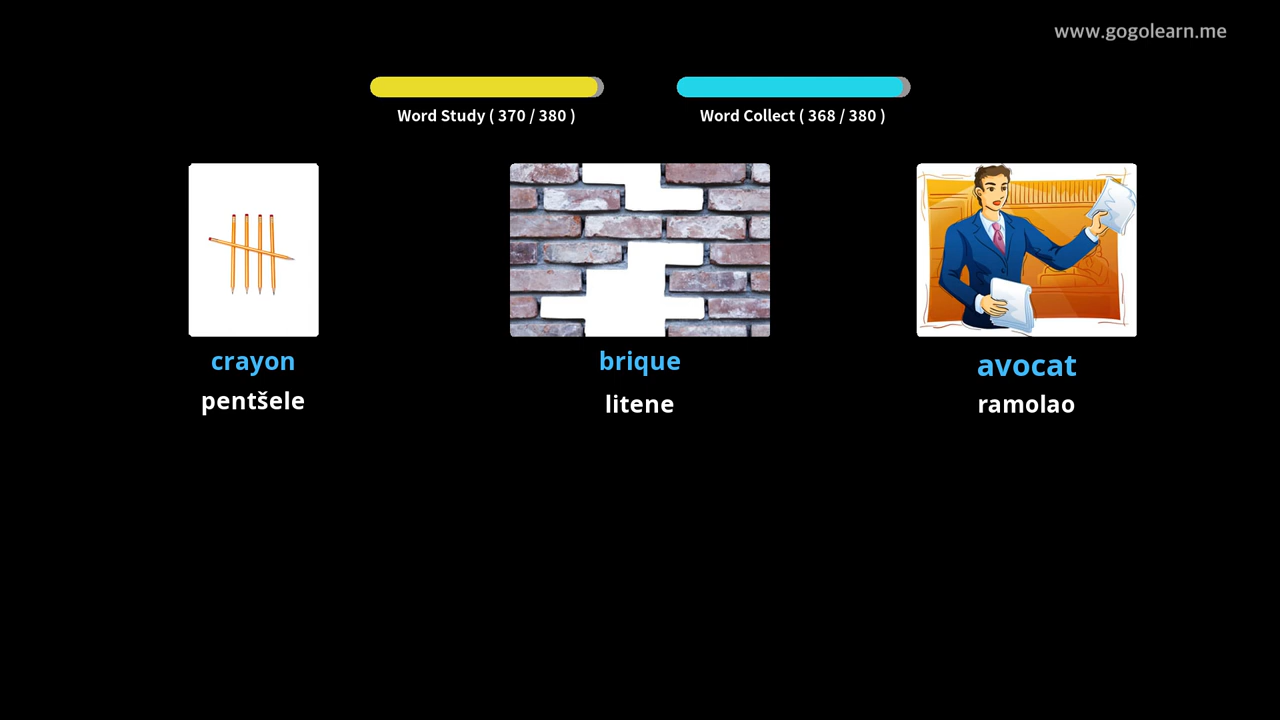 www.gogolearn.me
Word Study ( 370 / 380 )
Word Collect ( 368 / 380 )
crayon
pentšele
brique
litene
avocat
ramolao